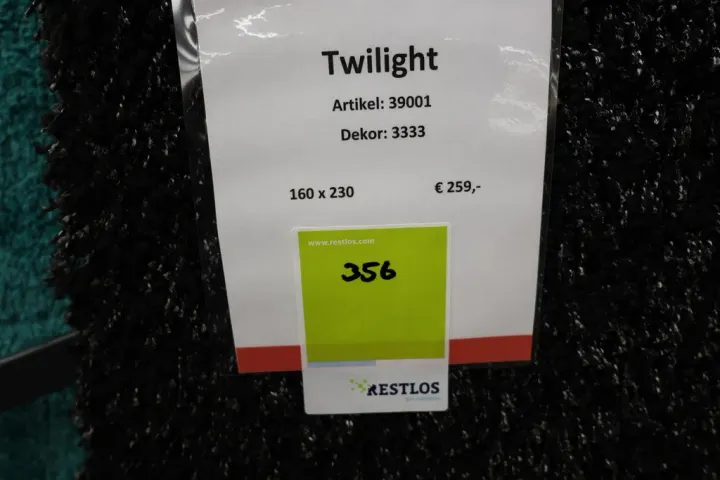 Twilight
Artikel: 39001
Dekor: 3333
160 x 230 € 259,-
www.restlos.com
356
RESTLOS